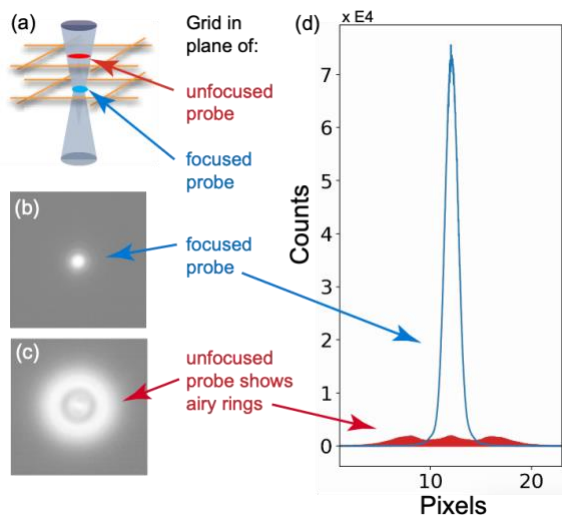 (a)
Grid in
plane of:
unfocused
probe
focused
probe
(b)
focused
probe
(c)
unfocused
probe shows
airy rings
(d)
x E4
7
6
5
4
3
2
1
0
Counts
10
20
Pixels